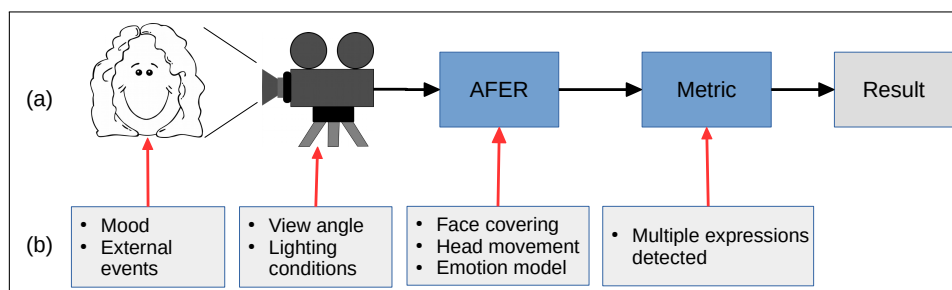 (a)
AFER
Metric
Result
(b)
• Mood
• External
events
• View angle
• Lighting
conditions
• Face covering
• Head movement
• Emotion model
• Multiple expressions
detected